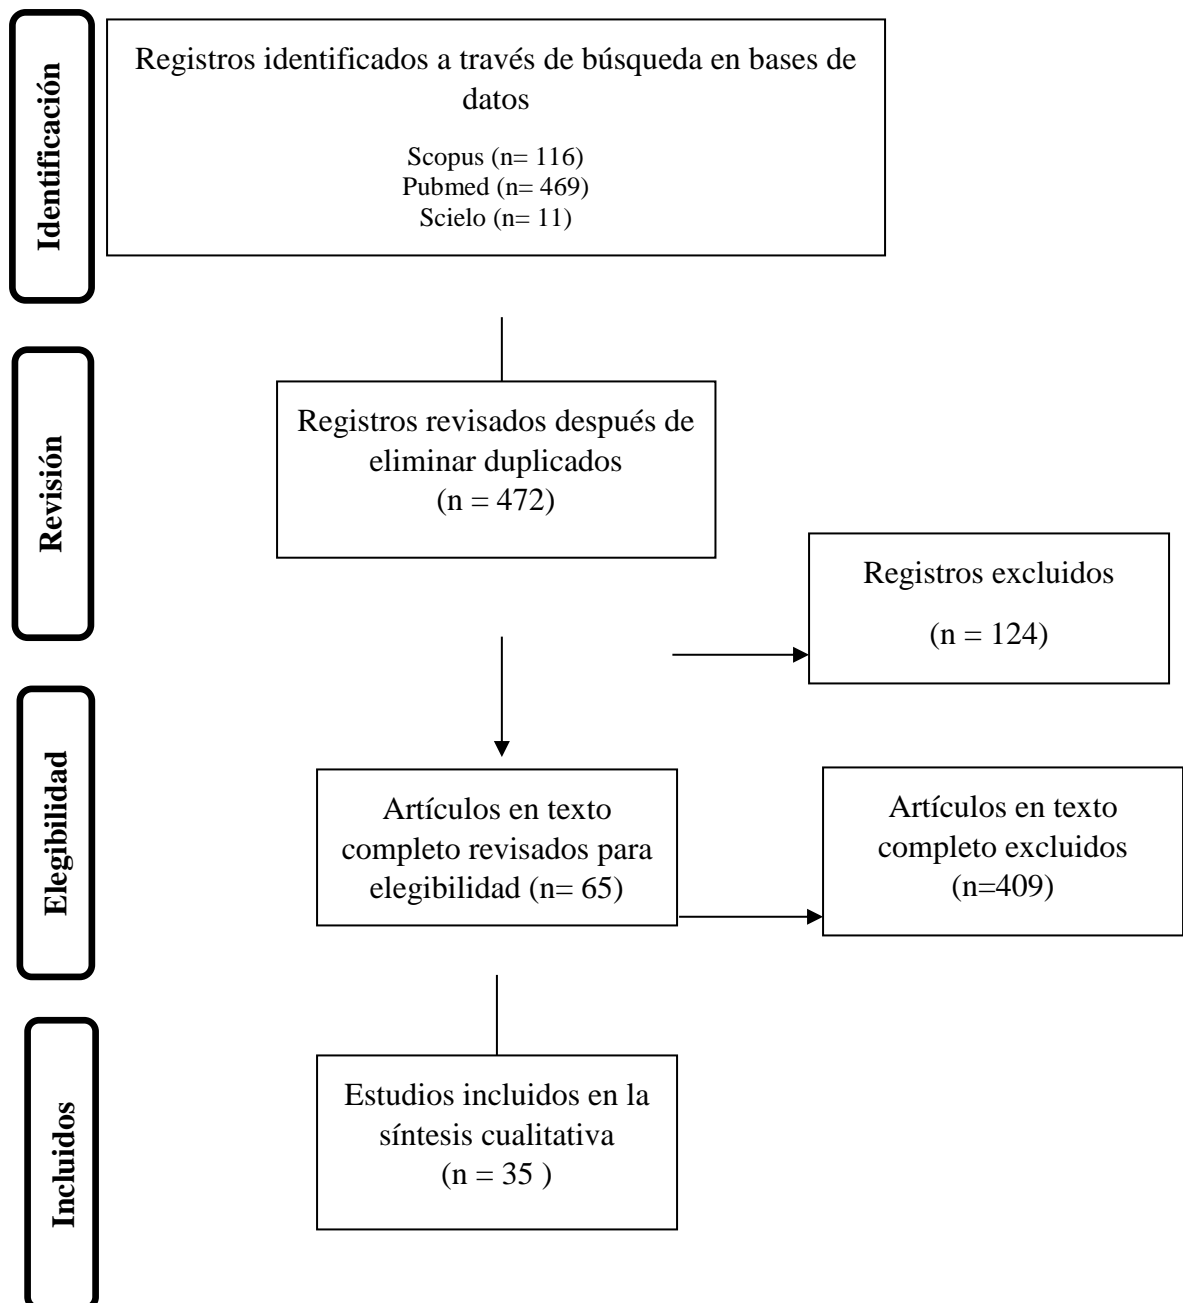 Identificación
Registros identificados a través de búsqueda en bases de
datos
Scopus (n= 116)
Pubmed (n= 469)
Scielo (n= 11)
Revisión
Registros revisados después de
eliminar duplicados
(n = 472)
Registros excluidos
(n = 124)
Elegibilidad
Artículos en texto
completo revisados para
elegibilidad (n= 65)
Artículos en texto
completo excluidos
(n=409)
Incluidos
Estudios incluidos en la
síntesis cualitativa
(n = 35 )